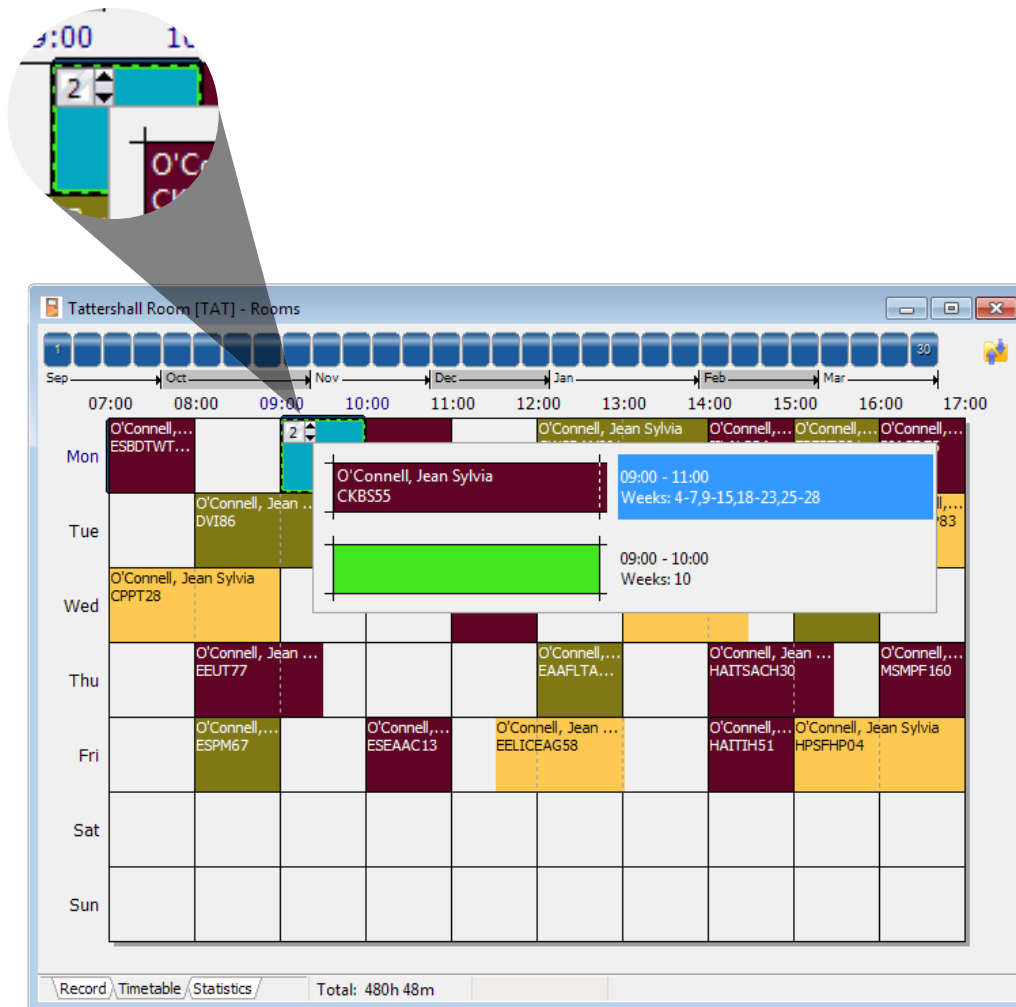 9:00
2
O'Co
Tattershall Room [TAT] - Rooms
1
30
Sep
Oct
Nov
Dec
Jan
Feb
Mar
07:00 08:00 09:00 10:00 11:00 12:00 13:00 14:00 15:00 16:00 17:00
Mon
O'Connell,...
ESBDTWT...
2
O'Connell, Jean Sylvia
O'Connell,...
O'Connell,...
O'Connell,...
O'Connell, Jean Sylvia
CKBS55
09:00 - 11:00
Weeks: 4-7,9-15,18-23,25-28
09:00 - 10:00
Weeks: 10
Tue
O'Connell, Jean ...
DVI86
Wed
O'Connell, Jean Sylvia
CPPT28
Thu
O'Connell, Jean ...
EEUT77
O'Connell,...
EAAFLTA...
O'Connell, Jean ...
HAITSACH30
O'Connell,...
MSMPF160
Fri
O'Connell,...
ESPM67
O'Connell,...
ESEAAC13
O'Connell, Jean ...
EELICEAG58
O'Connell,...
HAITIH51
O'Connell, Jean Sylvia
HPSFHP04
Sat
Sun
Record
Timetable
Statistics
Total: 480h 48m